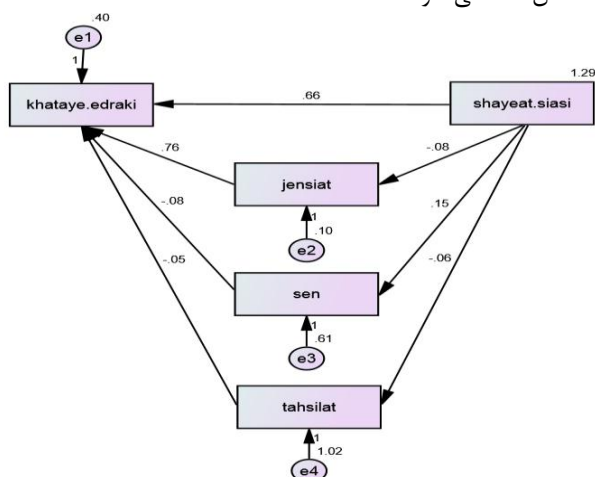 .40
e1
1
khataye.edraki
.66
1.29
shayeat.siasi
.76
-.08
jensiat
1
.10
e2
-.08
.15
sen
1
.61
e3
-.05
-.06
tahsilat
1
1.02
e4